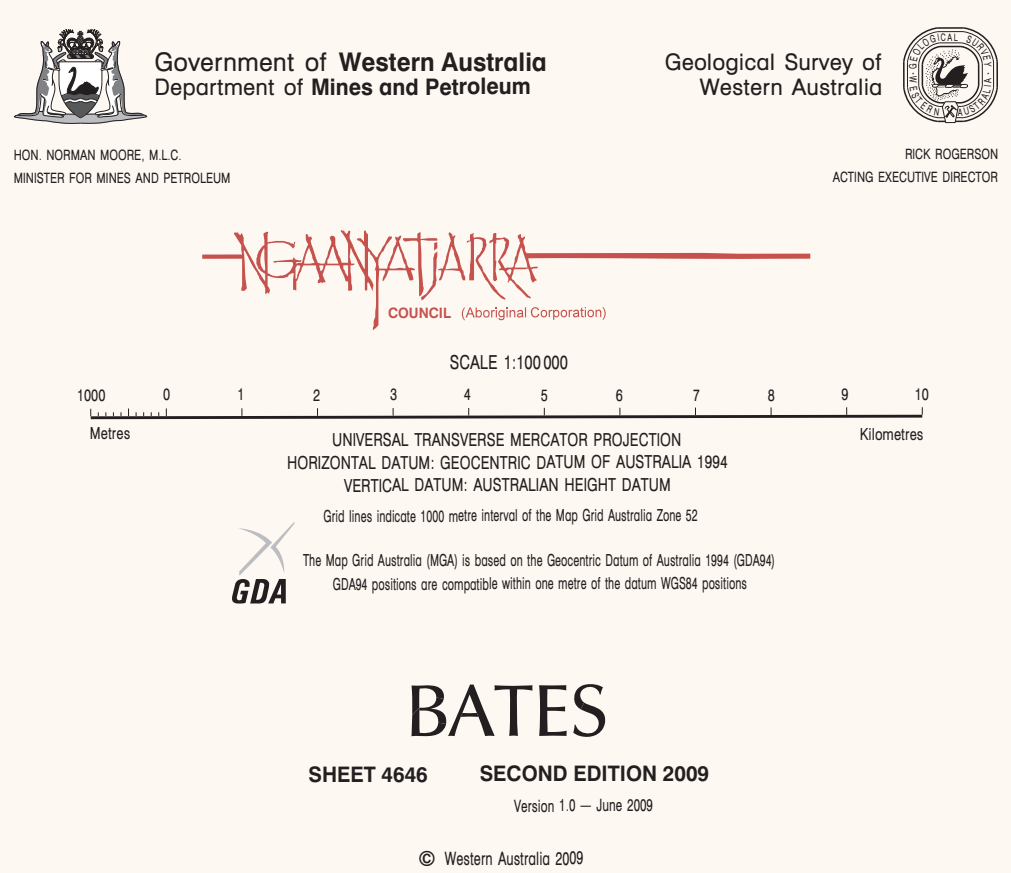 Government of Western Australia
Department of Mines and Petroleum
Geological Survey of
Western Australia
GEOLOGICAL SURVEY
WESTERN AUSTRALIA
HON. NORMAN MOORE, M.L.C.
MINISTER FOR MINES AND PETROLEUM
RICK ROGERSON
ACTING EXECUTIVE DIRECTOR
NGAANYATJARRA
COUNCIL (Aboriginal Corporation)
SCALE 1:100 000
1000 0 1 2 3 4 5 6 7 8 9 10
Metres Kilometres
UNIVERSAL TRANSVERSE MERCATOR PROJECTION
HORIZONTAL DATUM: GEOCENTRIC DATUM OF AUSTRALIA 1994
VERTICAL DATUM: AUSTRALIAN HEIGHT DATUM
Grid lines indicate 1000 metre interval of the Map Grid Australia Zone 52
GDA
The Map Grid Australia (MGA) is based on the Geocentric Datum of Australia 1994 (GDA94)
GDA94 positions are compatible within one metre of the datum WGS84 positions
BATES
SHEET 4646 SECOND EDITION 2009
Version 1.0 — June 2009
© Western Australia 2009